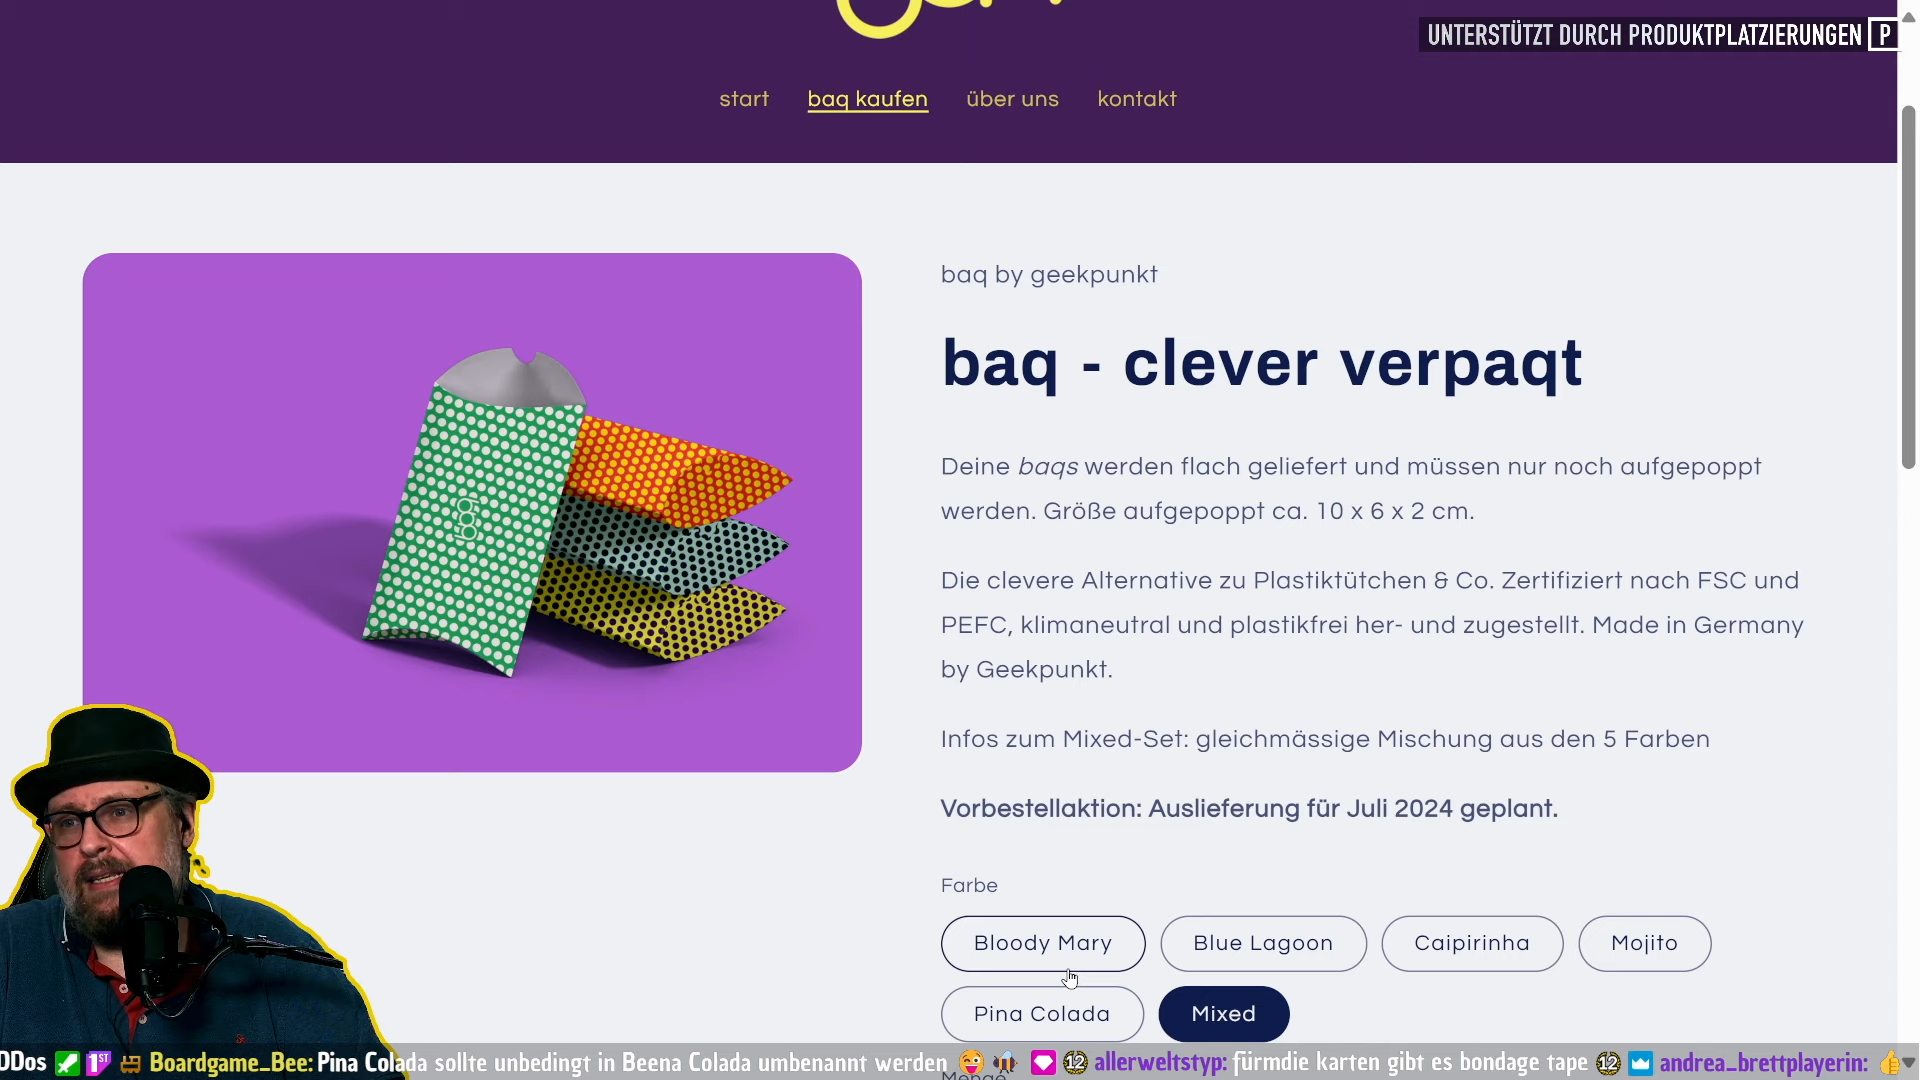 UNTERSTÜTZT DURCH PRODUKTPLATZIERUNGEN P
start baq kaufen über uns kontakt
baq by geekpunkt
baq - clever verpaqt
baq
Deine baqs werden flach geliefert und müssen nur noch aufgepoppt
werden. Größe aufgepoppt ca. 10 x 6 x 2 cm.
Die clevere Alternative zu Plastiktütchen & Co. Zertifiziert nach FSC und
PEFC, klimaneutral und plastikfrei her- und zugestellt. Made in Germany
by Geekpunkt.
Infos zum Mixed-Set: gleichmässige Mischung aus den 5 Farben
Vorbestellaktion: Auslieferung für Juli 2024 geplant.
Farbe
Bloody Mary Blue Lagoon Caipirinha Mojito
Pina Colada Mixed
DDos 1ST Boardgame_Bee: Pina Colada sollte unbedingt in Beena Colada umbenannt werden 12 allerweltstyp: fürmdie karten gibt es bondage tape 12 andrea_brettplayerin: